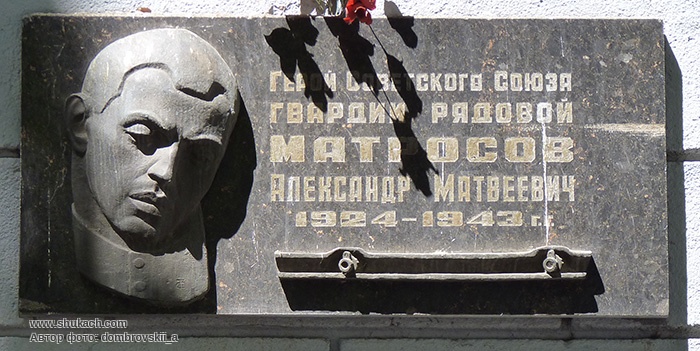 Герой Советского Союза
гвардии рядовой
Матросов
Александр Матвеевич
1924-1943 г.
www.shukach.com
Автор фото: dombrovskii_a